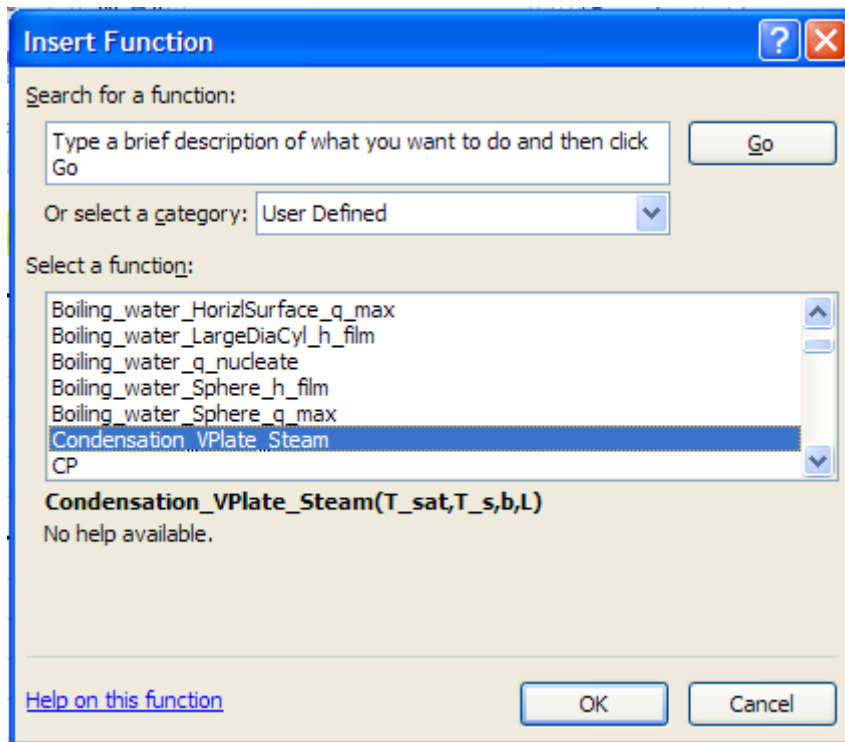 Insert Function
Search for a function:
Type a brief description of what you want to do and then click
Go
Go
Or select a category: User Defined
Select a function:
Boiling_water_HorizlSurface_q_max
Boiling_water_LargeDiaCyl_h_film
Boiling_water_q_nucleate
Boiling_water_Sphere_h_film
Boiling_water_Sphere_q_max
Condensation_VPlate_Steam
CP
Condensation_VPlate_Steam(T_sat,T_s,b,L)
No help available.
Help on this function
OK
Cancel